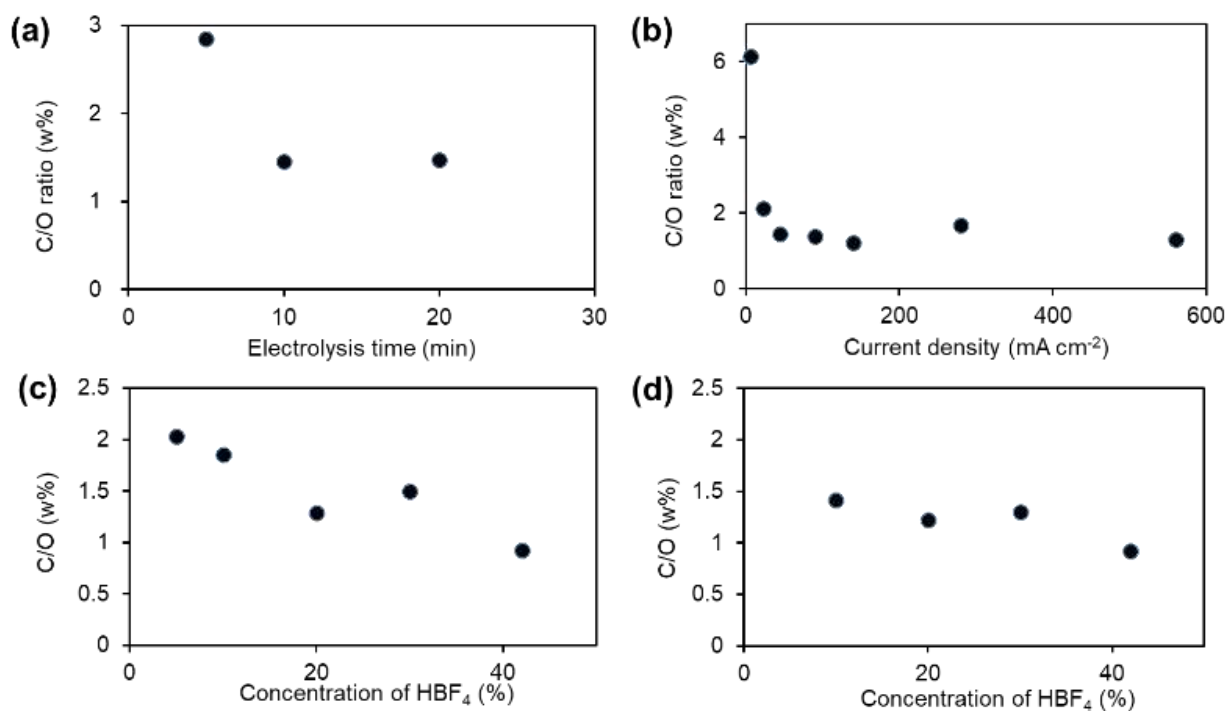 (a)
C/O ratio (w%)
3
2
1
0
0 10 20 30
Electrolysis time (min)
(b)
C/O ratio (w%)
6
4
2
0
0 200 400 600
Current density (mA cm⁻²)
(c)
C/O (w%)
2.5
2
1.5
1
0.5
0
0 20 40
Concentration of HBF₄ (%)
(d)
C/O (w%)
2.5
2
1.5
1
0.5
0
0 20 40
Concentration of HBF₄ (%)